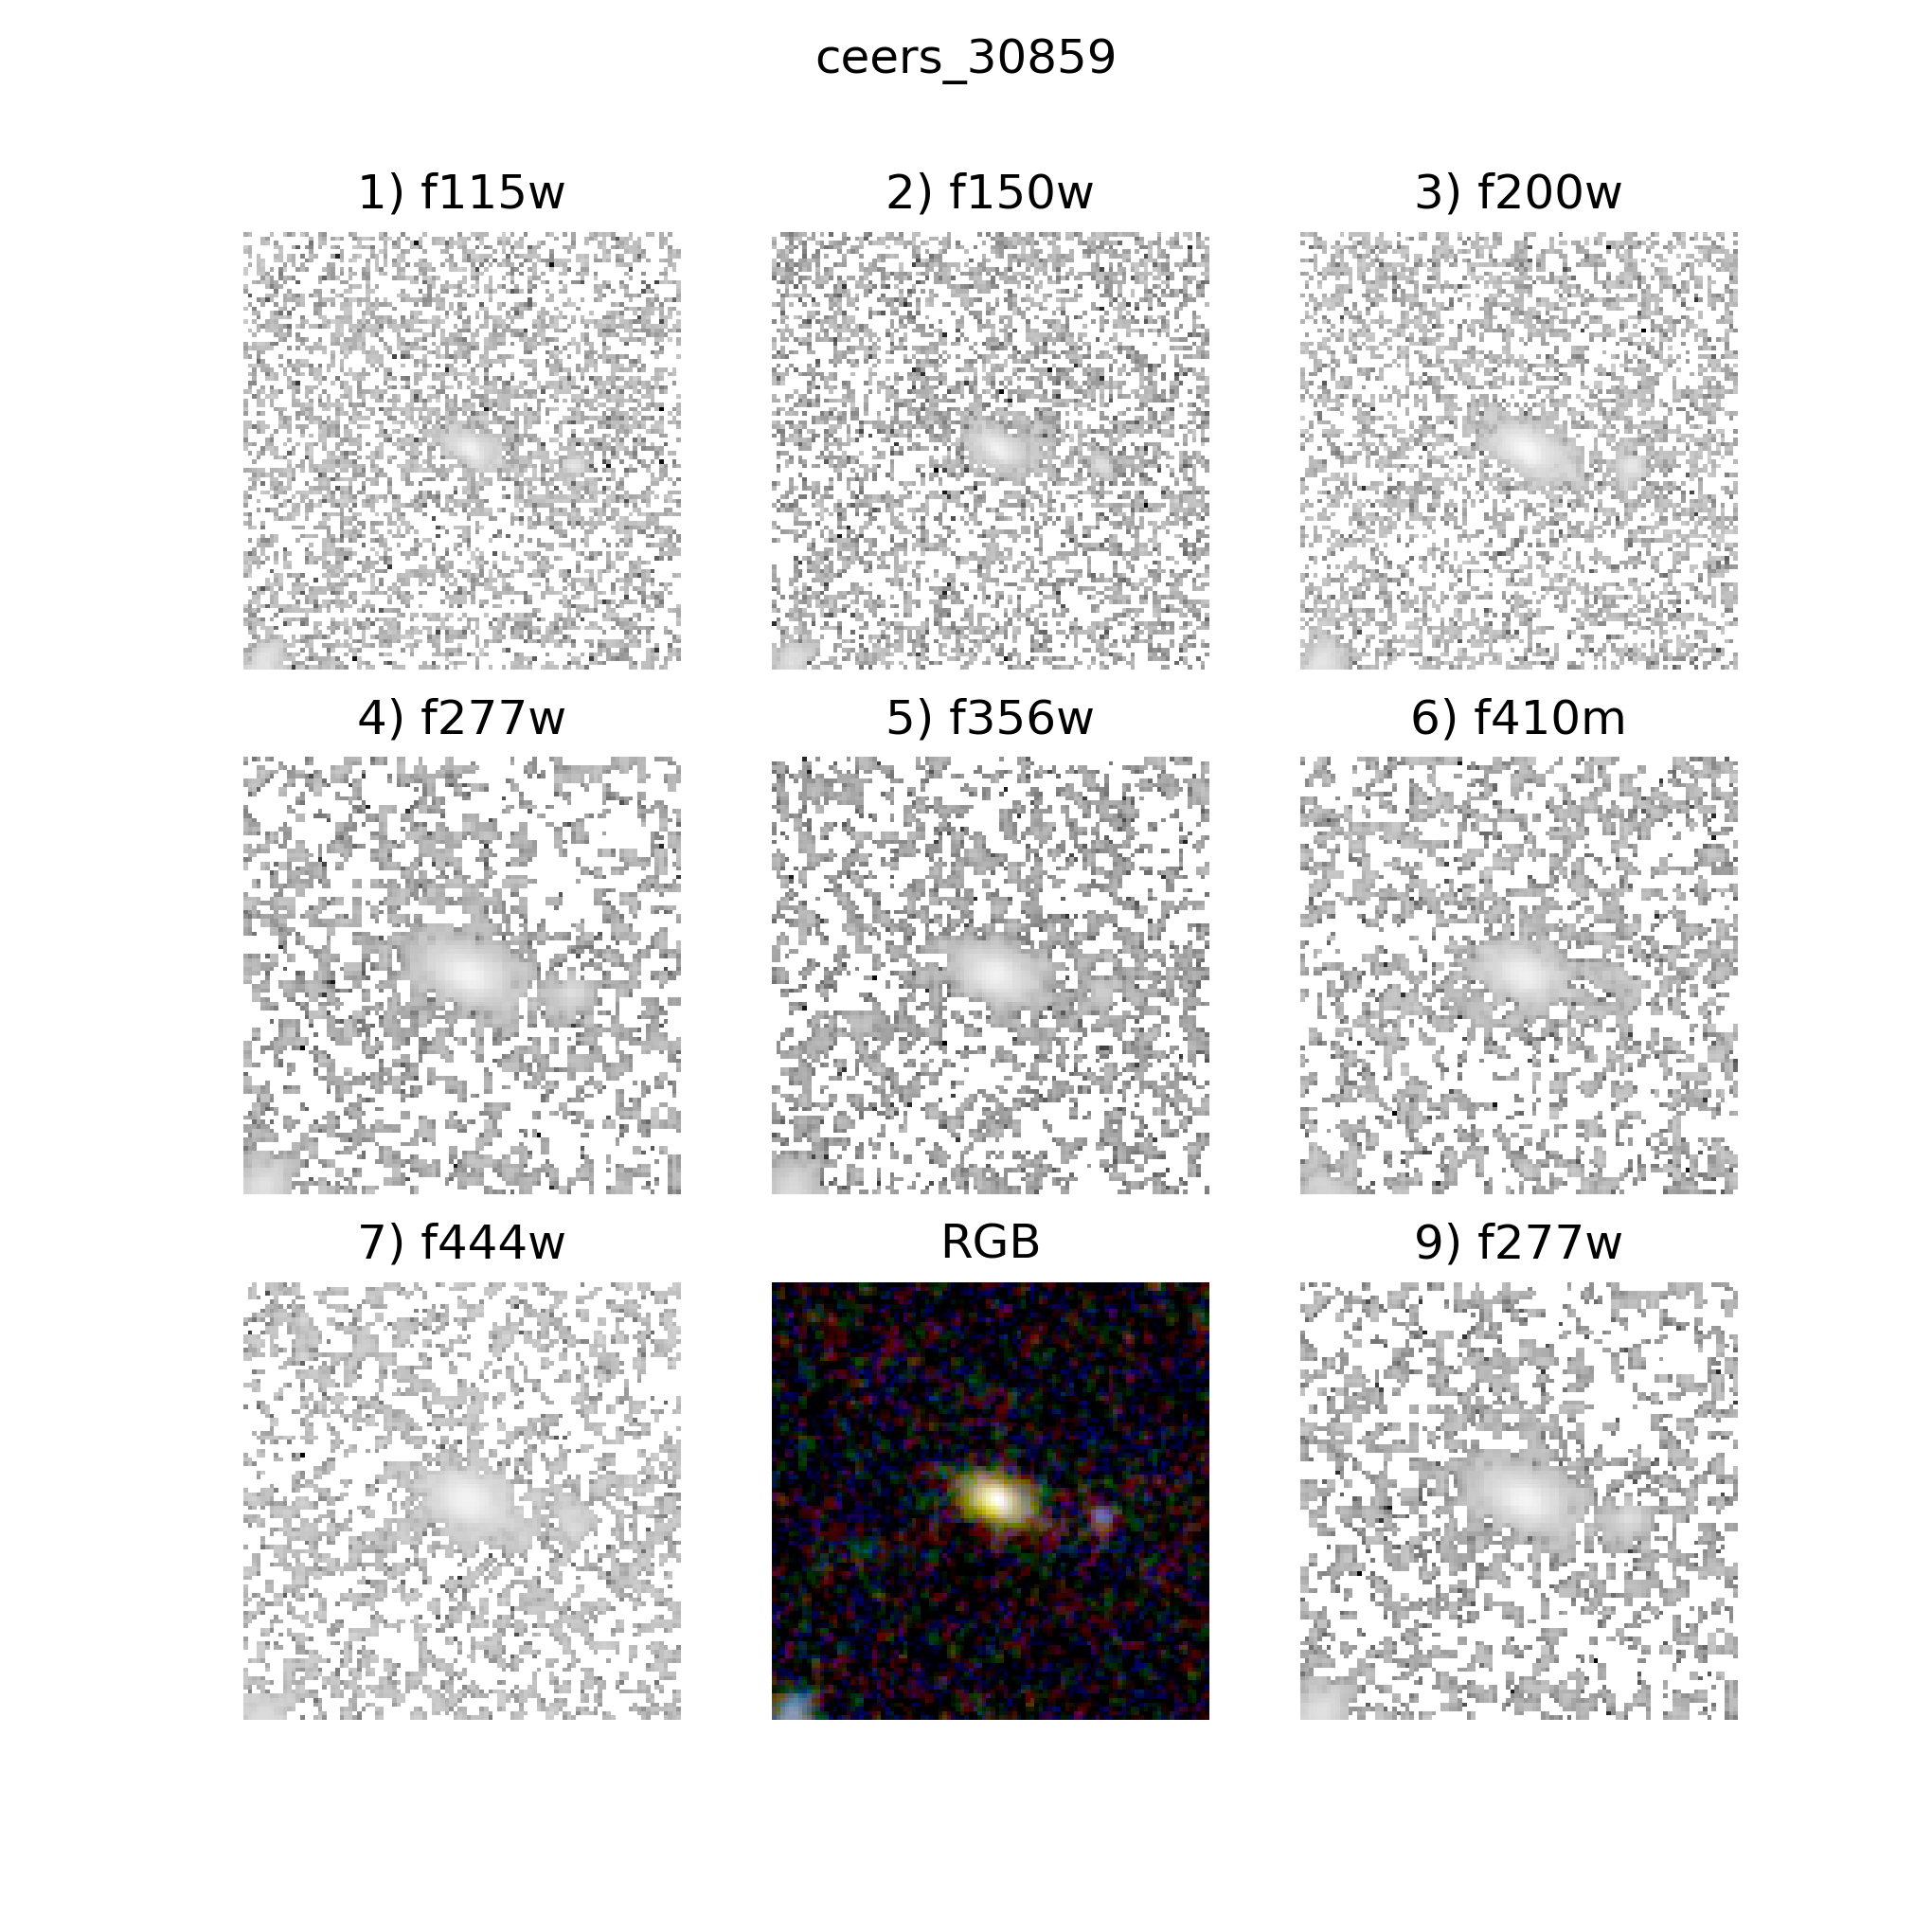 ceers_30859
1) f115w
2) f150w
3) f200w
4) f277w
5) f356w
6) f410m
7) f444w
RGB
9) f277w